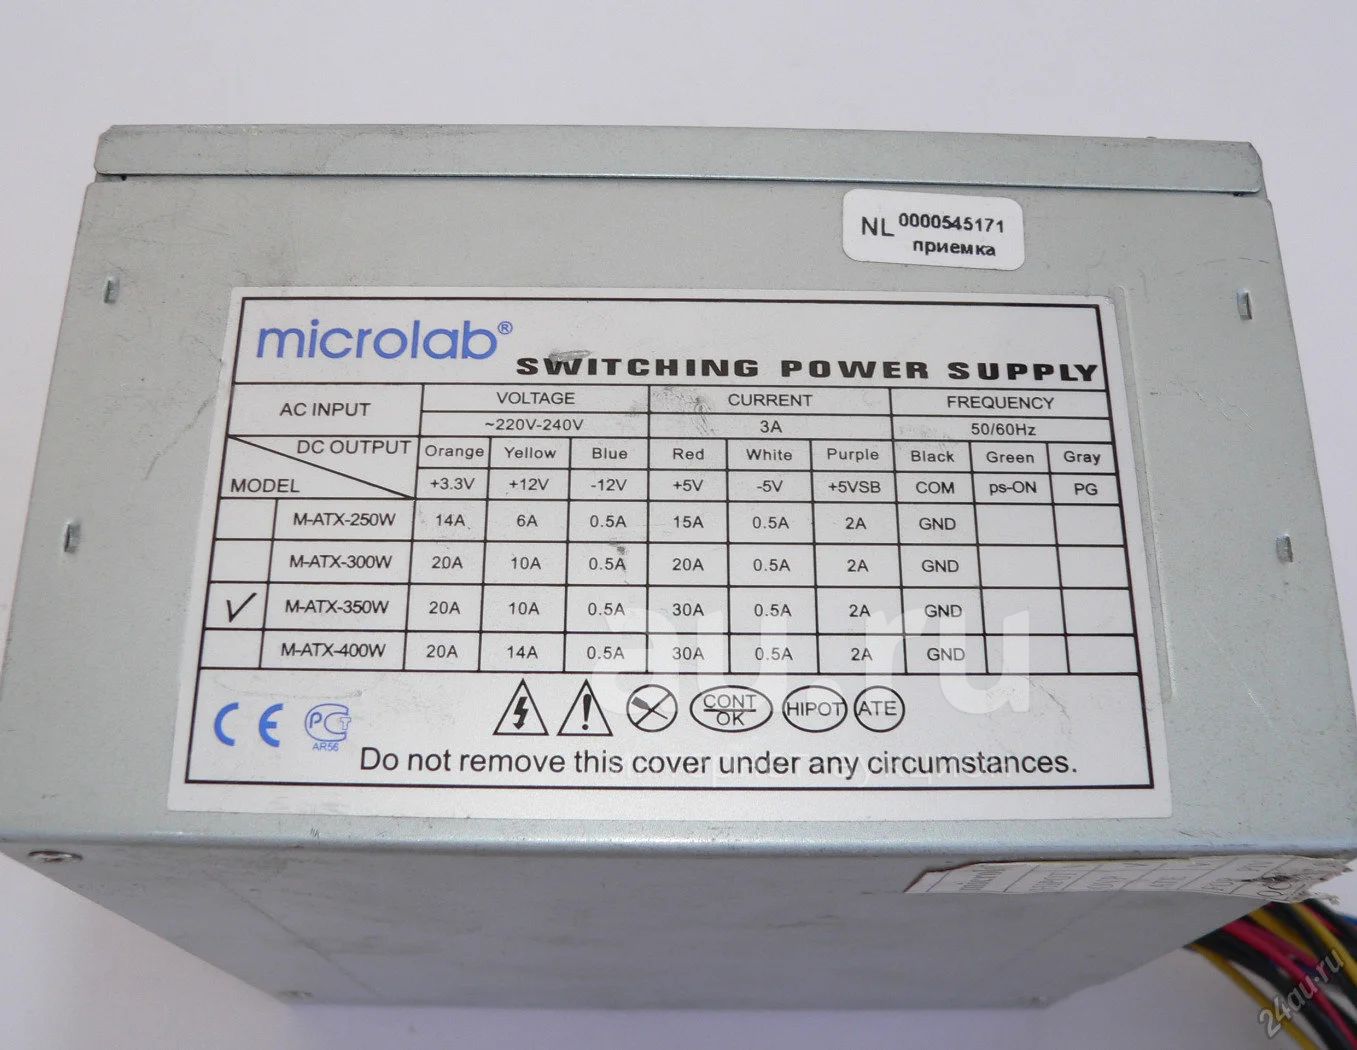 NL 0000545171
приемка
microlab®
SWITCHING POWER SUPPLY
AC INPUT VOLTAGE CURRENT FREQUENCY
~220V-240V 3A 50/60Hz
DC OUTPUT Orange Yellow Blue Red White Purple Black Green Gray
MODEL +3.3V +12V -12V +5V -5V +5VSB COM ps-ON PG
M-ATX-250W 14A 6A 0.5A 15A 0.5A 2A GND
M-ATX-300W 20A 10A 0.5A 20A 0.5A 2A GND
M-ATX-350W 20A 10A 0.5A 30A 0.5A 2A GND
M-ATX-400W 20A 14A 0.5A 30A 0.5A 2A GND
au.ru
CE PCT AR56 CONT OK HIPOT ATE
Do not remove this cover under any circumstances.
24au.ru